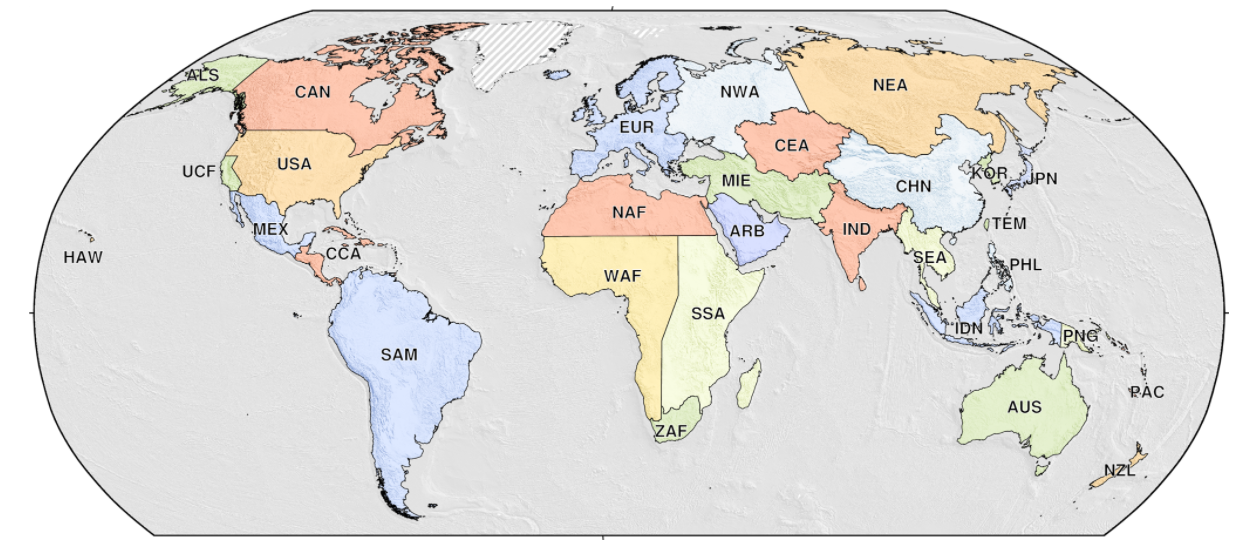 ALS
CAN
NWA
NEA
EUR
CEA
USA
UCF
MIE
CHN
KOR
JPN
NAF
ARB
IND
MEX
TEM
HAW
CCA
WAF
SEA
PHL
SSA
IDN
PNG
SAM
PAC
AUS
ZAF
NZL